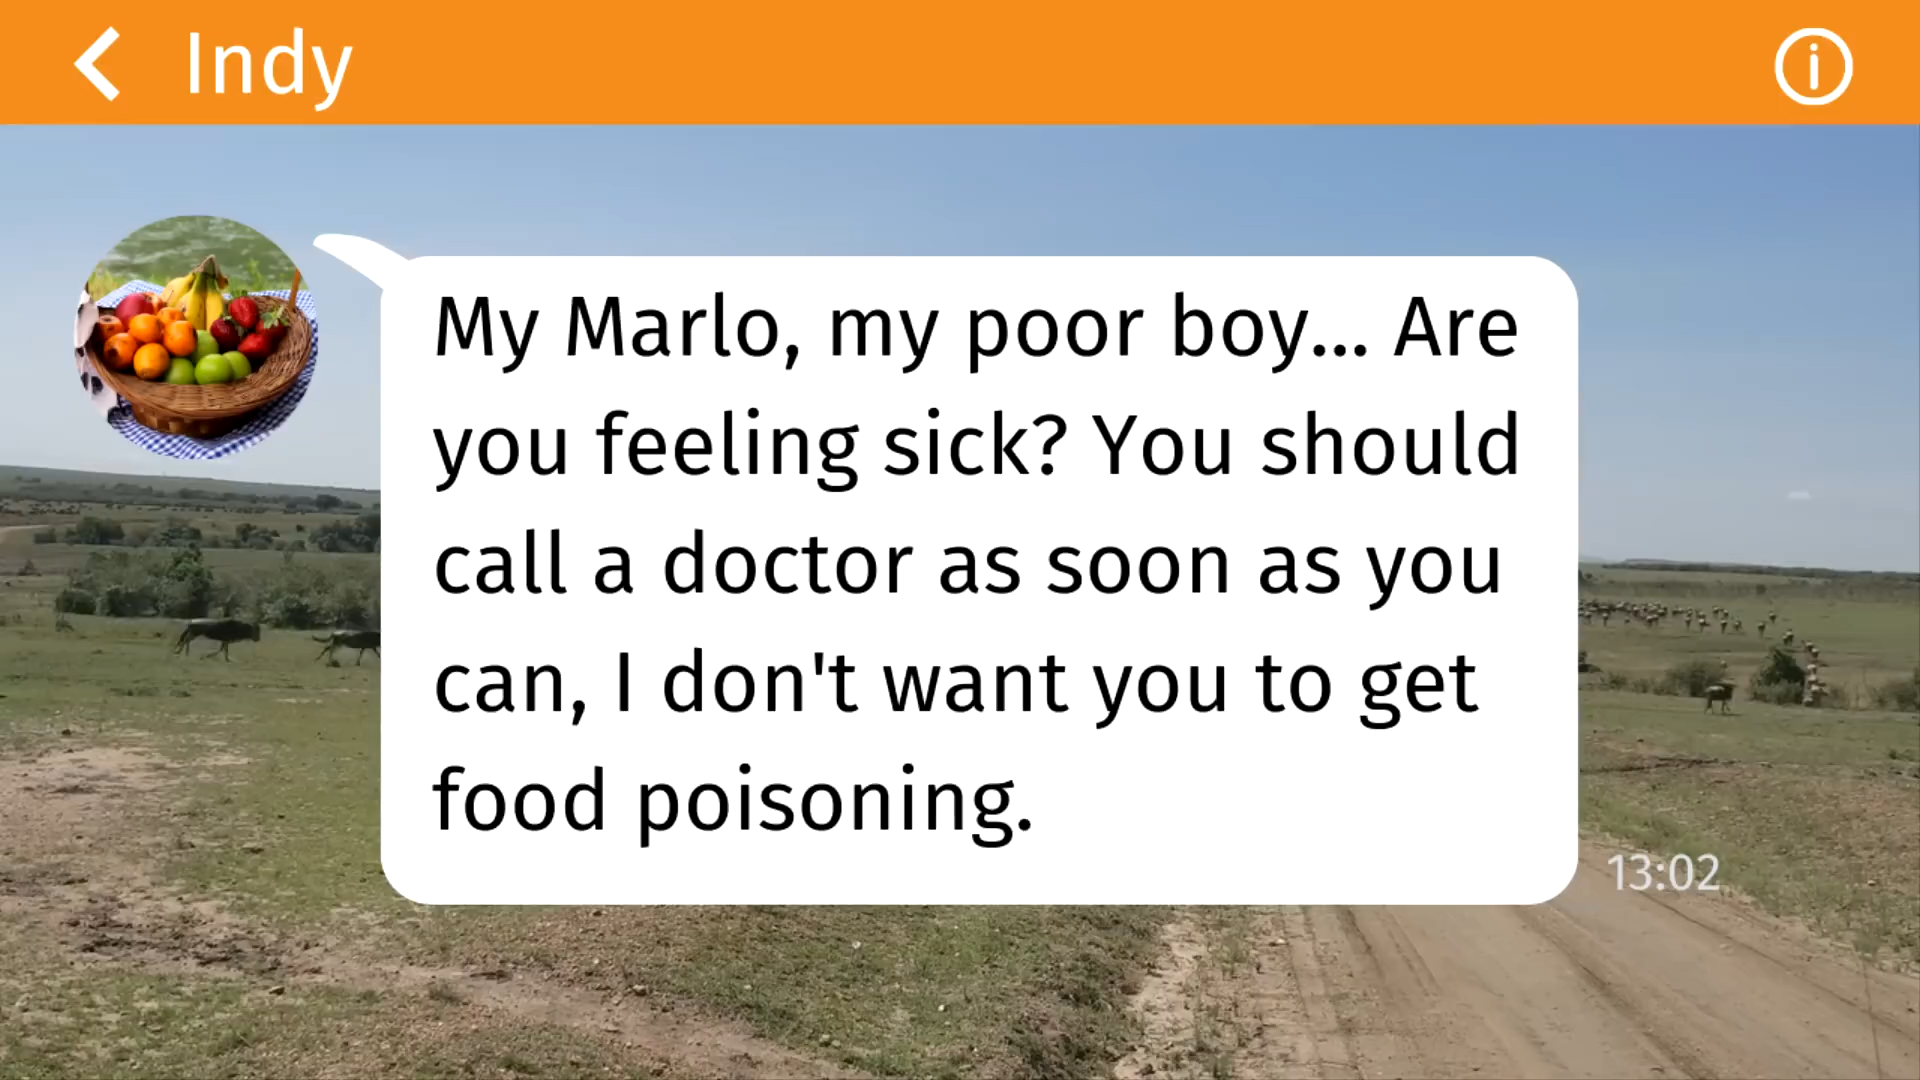 Indy
My Marlo, my poor boy... Are
you feeling sick? You should
call a doctor as soon as you
can, I don't want you to get
food poisoning.
13:02